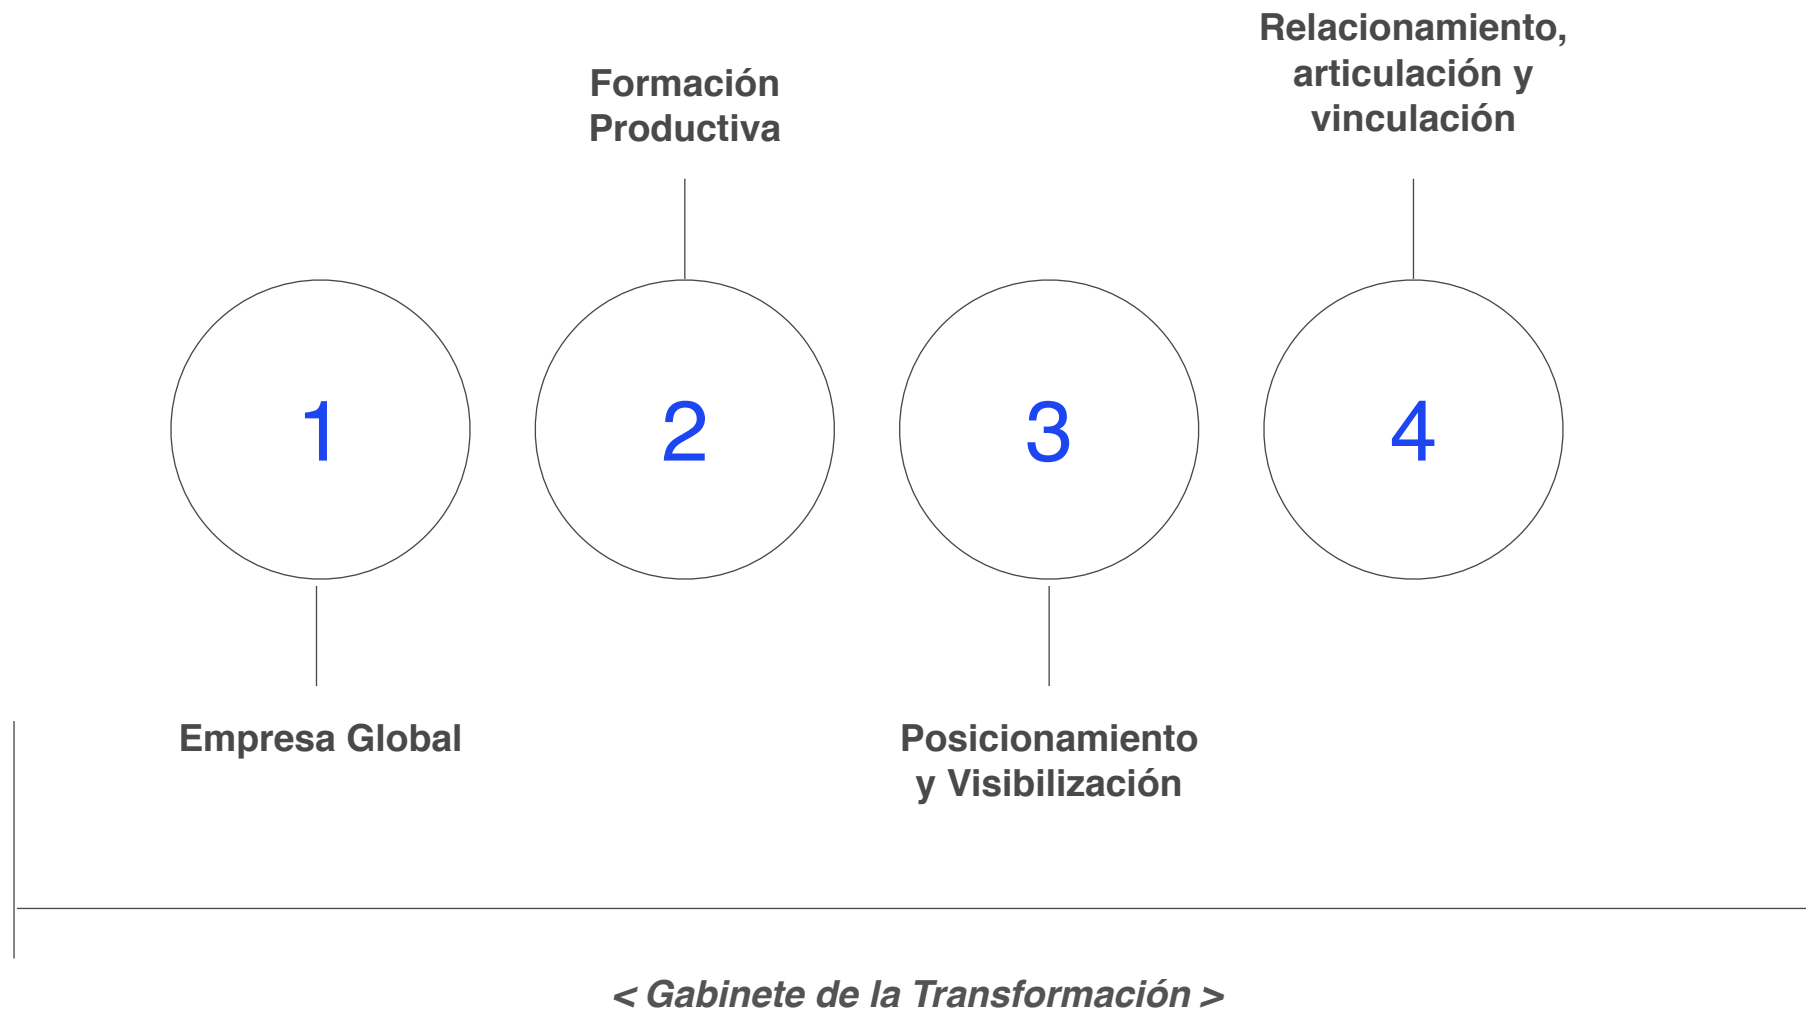 Relacionamiento,
articulación y
vinculación
Formación
Productiva
1
2
3
4
Empresa Global
Posicionamiento
y Visibilización
< Gabinete de la Transformación >